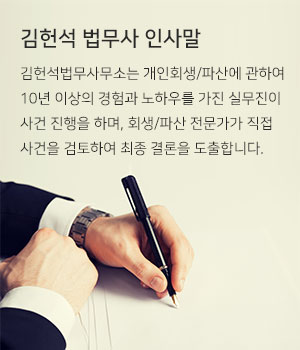 김헌석 법무사 인사말
김헌석법무사무소는 개인회생/파산에 관하여
10년 이상의 경험과 노하우를 가진 실무진이
사건 진행을 하며, 회생/파산 전문가가 직접
사건을 검토하여 최종 결론을 도출합니다.